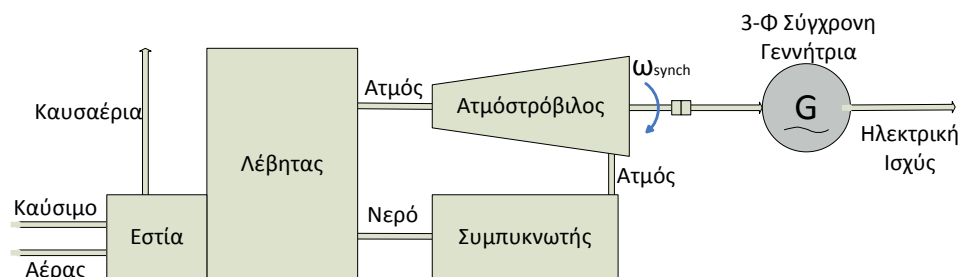 3-Φ Σύγχρονη
Γεννήτρια
ωsynch
Ατμός
Ατμόστρόβιλος
G
Καυσαέρια
Ηλεκτρική
Ισχύς
Λέβητας
Ατμός
Καύσιμο
Εστία
Νερό
Συμπυκνωτής
Αέρας